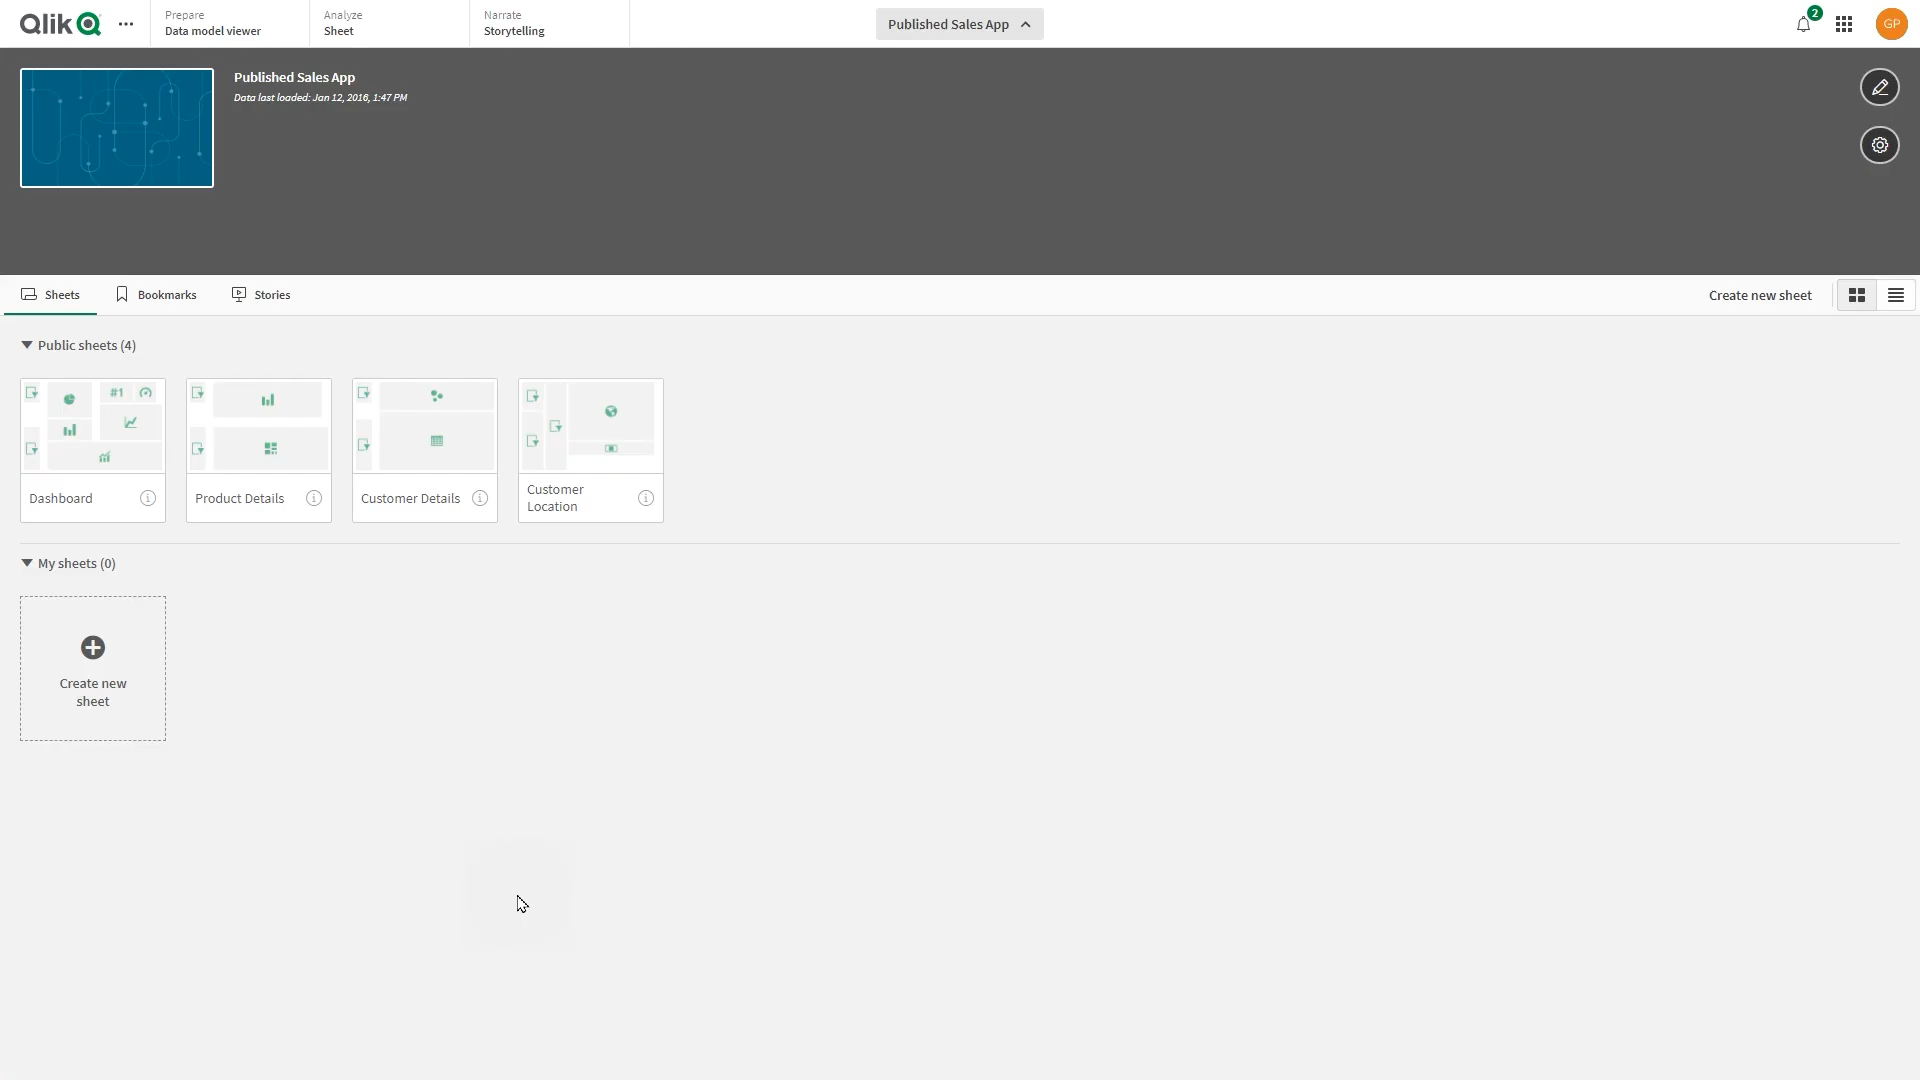 Qlik
Prepare
Data model viewer
Analyze
Sheet
Narrate
Storytelling
Published Sales App
2
GP
Published Sales App
Data last loaded: Jan 12, 2016, 1:47 PM
Sheets
Bookmarks
Stories
Create new sheet
Public sheets (4)
#1
Dashboard
Product Details
Customer Details
Customer
Location
My sheets (0)
Create new
sheet